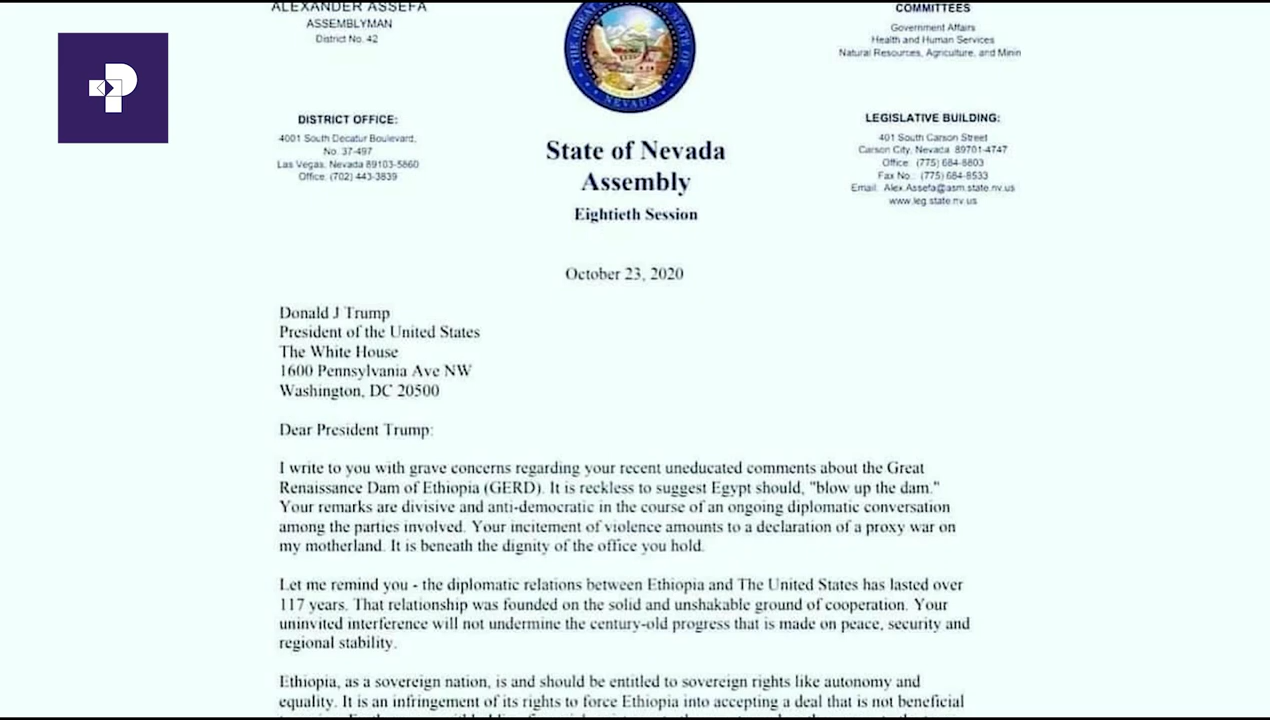 ALEXANDER ASSEFA
ASSEMBLYMAN
District No. 42
DISTRICT OFFICE:
4001 South Decatur Boulevard,
No. 37-497
Las Vegas, Nevada 89103-5860
Office: (702) 443-3839
THE GREAT SEAL OF THE STATE OF
NEVADA
State of Nevada
Assembly
Eightieth Session
COMMITTEES
Government Affairs
Health and Human Services
Natural Resources, Agriculture, and Minin
LEGISLATIVE BUILDING:
401 South Carson Street
Carson City, Nevada 89701-4747
Office: (775) 684-8803
Fax No.: (775) 684-8533
Email: Alex.Assefa@asm.state.nv.us
www.leg.state.nv.us
October 23, 2020
Donald J Trump
President of the United States
The White House
1600 Pennsylvania Ave NW
Washington, DC 20500
Dear President Trump:
I write to you with grave concerns regarding your recent uneducated comments about the Great
Renaissance Dam of Ethiopia (GERD). It is reckless to suggest Egypt should, "blow up the dam."
Your remarks are divisive and anti-democratic in the course of an ongoing diplomatic conversation
among the parties involved. Your incitement of violence amounts to a declaration of a proxy war on
my motherland. It is beneath the dignity of the office you hold.
Let me remind you - the diplomatic relations between Ethiopia and The United States has lasted over
117 years. That relationship was founded on the solid and unshakable ground of cooperation. Your
uninvited interference will not undermine the century-old progress that is made on peace, security and
regional stability.
Ethiopia, as a sovereign nation, is and should be entitled to sovereign rights like autonomy and
equality. It is an infringement of its rights to force Ethiopia into accepting a deal that is not beneficial